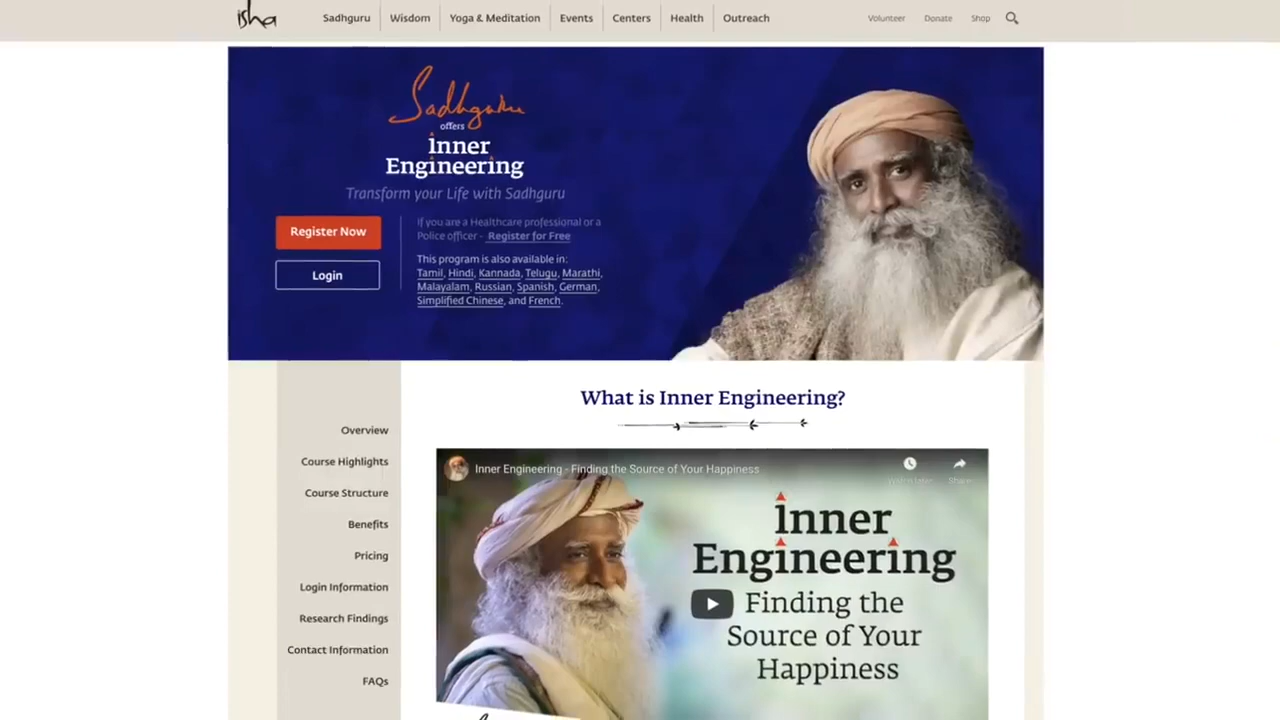 isha
Sadhguru Wisdom Yoga & Meditation Events Centers Health Outreach
Volunteer Donate Shop
Sadhguru
offers
inner
Engineering
Transform your Life with Sadhguru
Register Now
Login
If you are a Healthcare professional or a
Police officer - Register for Free
This program is also available in:
Tamil, Hindi, Kannada, Telugu, Marathi,
Malayalam, Russian, Spanish, German,
Simplified Chinese, and French.
Overview
Course Highlights
Course Structure
Benefits
Pricing
Login Information
Research Findings
Contact Information
FAQs
What is Inner Engineering?
Inner Engineering - Finding the Source of Your Happiness
Watch later Share
inner
Engineering
Finding the
Source of Your
Happiness